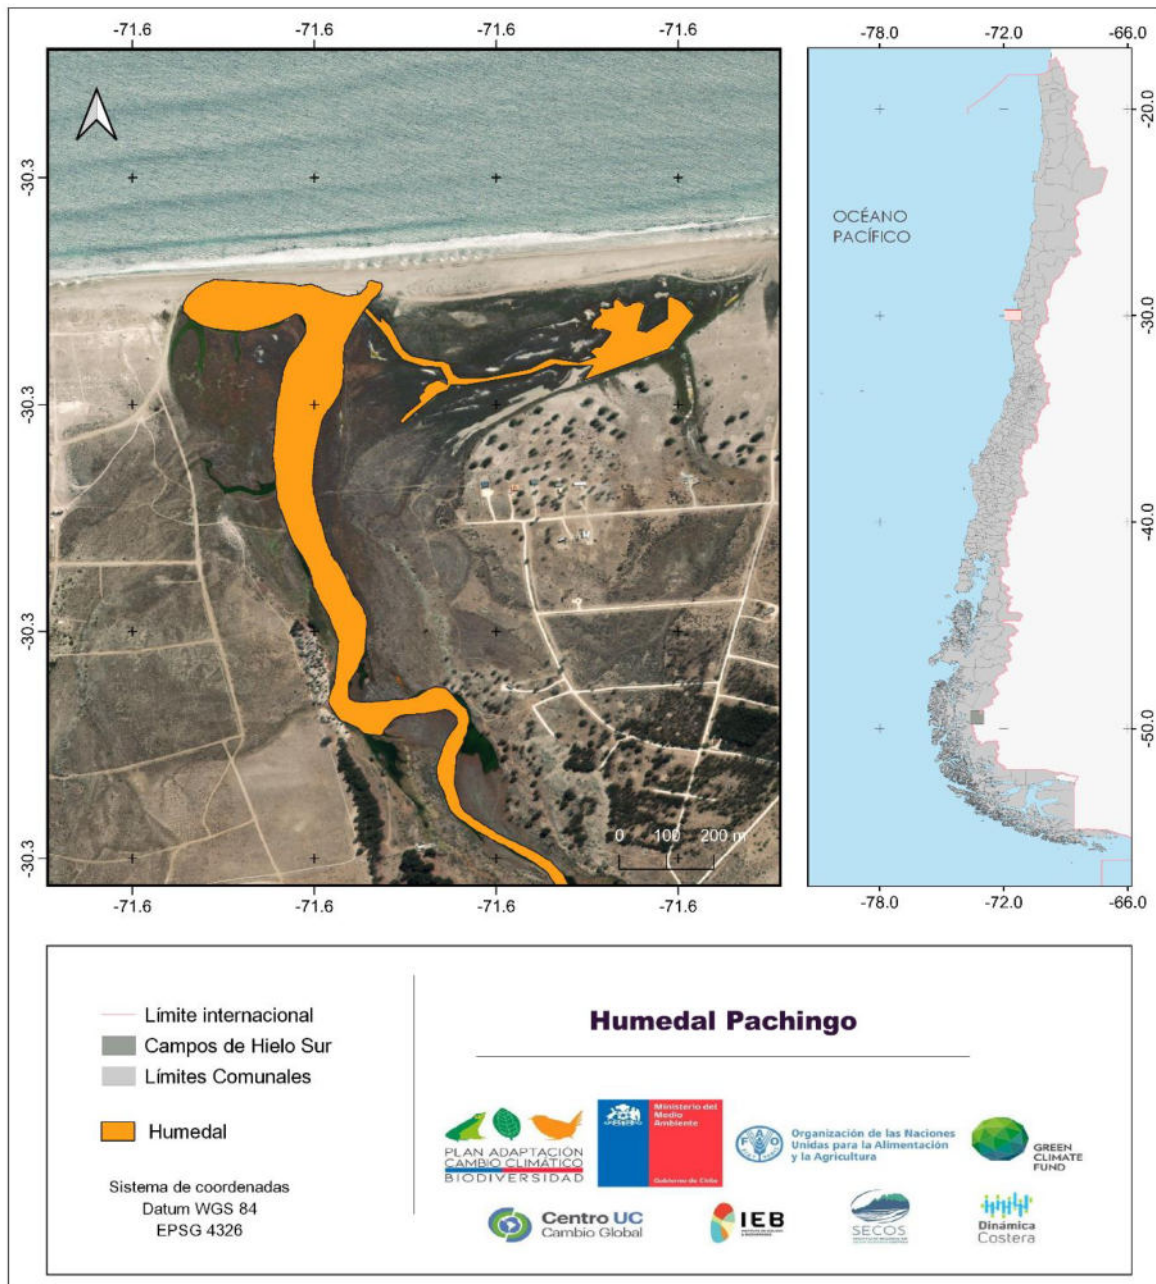 -71.6 -71.6 -71.6 -71.6
-78.0 -72.0 -66.0
-30.3
-30.3
-30.3
-30.3
-20.0
-30.0
-40.0
-50.0
OCÉANO
PACÍFICO
0 100 200 m
-71.6 -71.6 -71.6 -71.6
-78.0 -72.0 -66.0
Límite internacional
Campos de Hielo Sur
Límites Comunales
Humedal
Sistema de coordenadas
Datum WGS 84
EPSG 4326
Humedal Pachingo
PLAN ADAPTACIÓN
CAMBIO CLIMÁTICO
BIODIVERSIDAD
Ministerio del
Medio
Ambiente
Gobierno de Chile
FAO
Organización de las Naciones
Unidas para la Alimentación
y la Agricultura
GREEN
CLIMATE
FUND
Centro UC
Cambio Global
IEB
SECOS
Dinámica
Costera